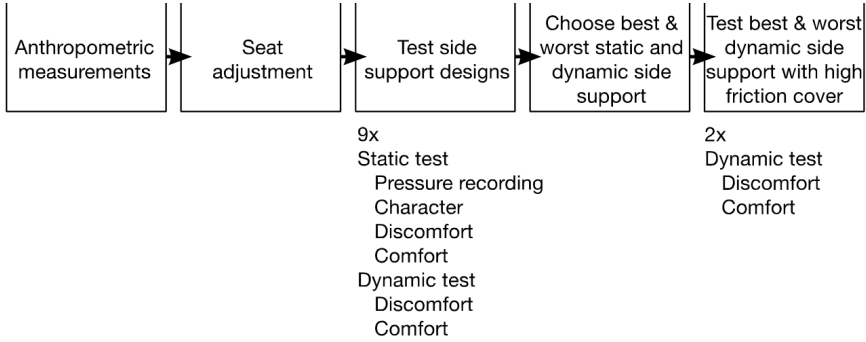 Anthropometric
measurements
Seat
adjustment
Test side
support designs
Choose best &
worst static and
dynamic side
support
Test best & worst
dynamic side
support with high
friction cover
9x
Static test
Pressure recording
Character
Discomfort
Comfort
Dynamic test
Discomfort
Comfort
2x
Dynamic test
Discomfort
Comfort